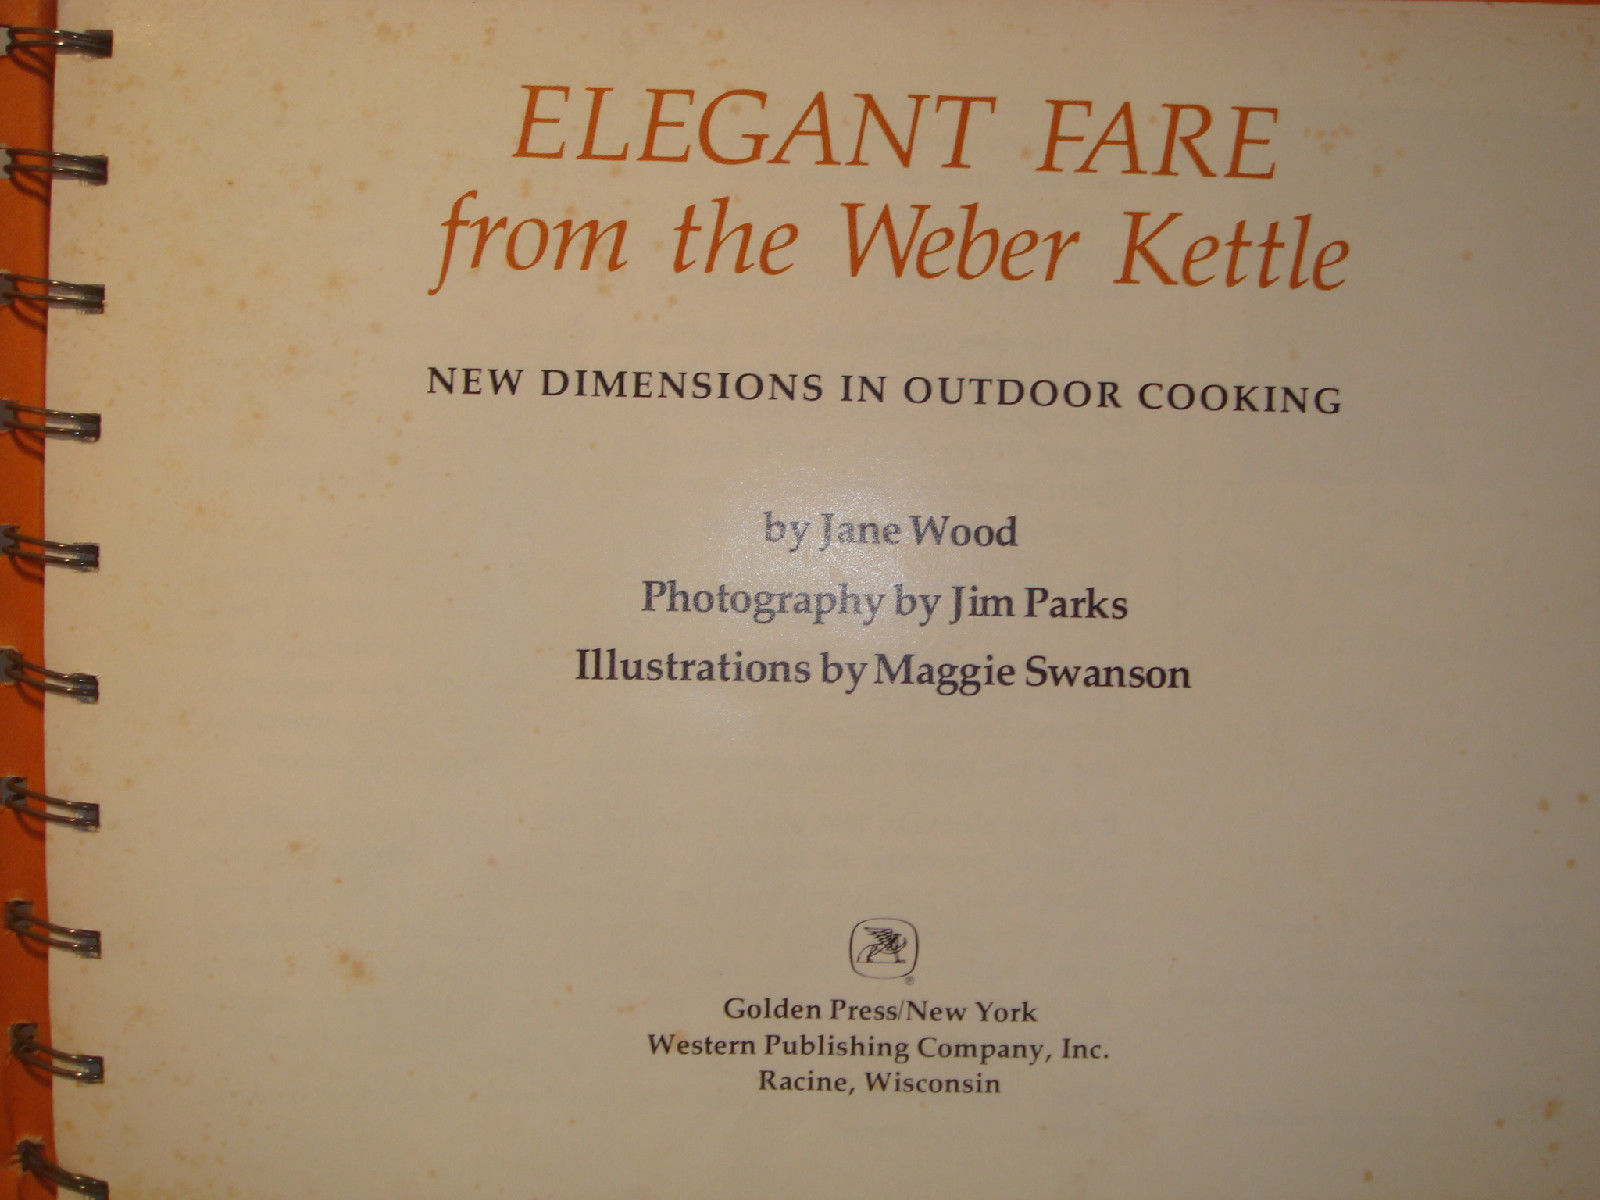 ELEGANT FARE
from the Weber Kettle
NEW DIMENSIONS IN OUTDOOR COOKING
by Jane Wood
Photography by Jim Parks
Illustrations by Maggie Swanson
®
Golden Press/New York
Western Publishing Company, Inc.
Racine, Wisconsin